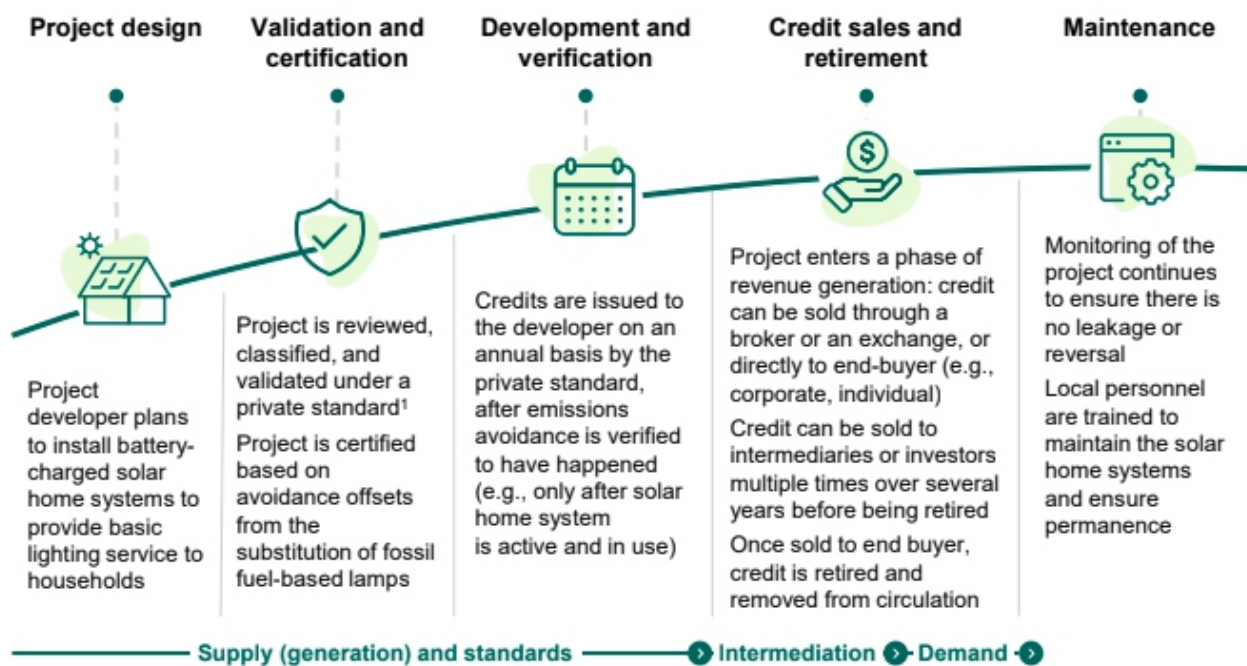 Project design
Validation and
certification
Development and
verification
Credit sales and
retirement
Maintenance
$
Project
developer plans
to install battery-
charged solar
home systems to
provide basic
lighting service to
households
Project is reviewed,
classified, and
validated under a
private standard¹
Project is certified
based on
avoidance offsets
from the
substitution of fossil
fuel-based lamps
Credits are issued to
the developer on an
annual basis by the
private standard,
after emissions
avoidance is verified
to have happened
(e.g., only after solar
home system
is active and in use)
Project enters a phase of
revenue generation: credit
can be sold through a
broker or an exchange, or
directly to end-buyer (e.g.,
corporate, individual)
Credit can be sold to
intermediaries or investors
multiple times over several
years before being retired
Once sold to end buyer,
credit is retired and
removed from circulation
Monitoring of the
project continues
to ensure there is
no leakage or
reversal
Local personnel
are trained to
maintain the solar
home systems
and ensure
permanence
Supply (generation) and standards
Intermediation
Demand